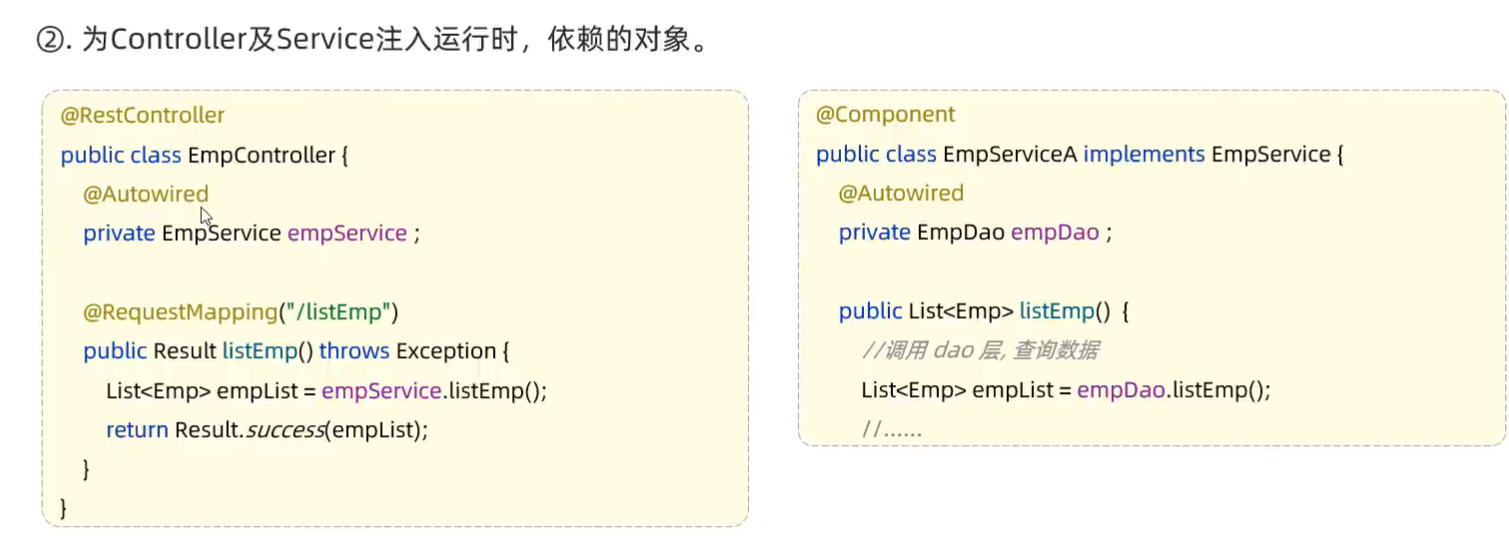 ②. 为Controller及Service注入运行时，依赖的对象。
@RestController
public class EmpController {
@Autowired
private EmpService empService ;
@RequestMapping("/listEmp")
public Result listEmp() throws Exception {
List<Emp> empList = empService.listEmp();
return Result.success(empList);
}
}
@Component
public class EmpServiceA implements EmpService {
@Autowired
private EmpDao empDao ;
public List<Emp> listEmp() {
//调用 dao 层, 查询数据
List<Emp> empList = empDao.listEmp();
//......